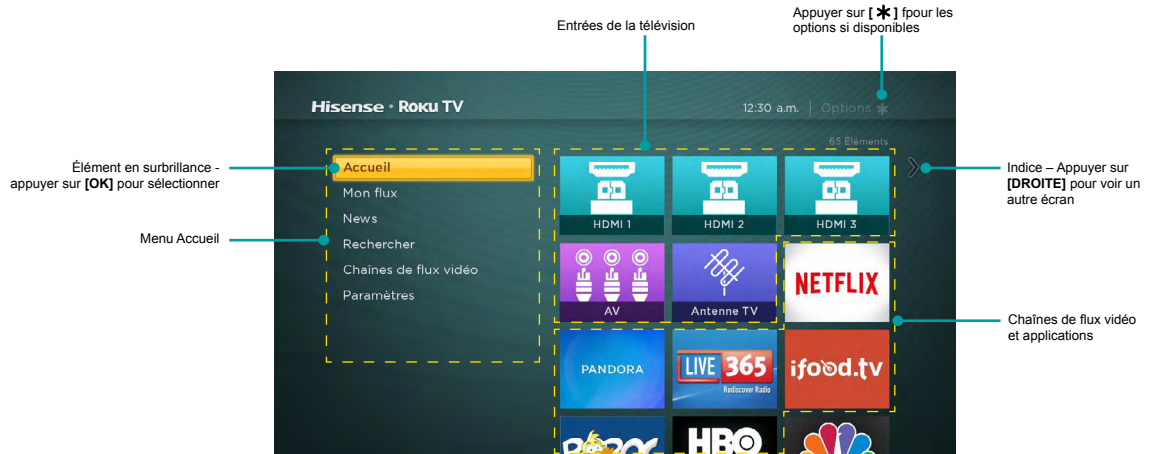 Appuyer sur [ ✱ ] fpour les
options si disponibles
Entrées de la télévision
Hisense • Roku TV
12:30 a.m. | Options ✱
65 Éléments
Élément en surbrillance -
appuyer sur [OK] pour sélectionner
Menu Accueil
Accueil
Mon flux
News
Rechercher
Chaînes de flux vidéo
Paramètres
HDMI 1
HDMI 2
HDMI 3
AV
Antenne TV
NETFLIX
PANDORA
LIVE 365
Rediscover Radio
ifood.tv
HBO
Indice – Appuyer sur
[DROITE] pour voir un
autre écran
Chaînes de flux vidéo
et applications